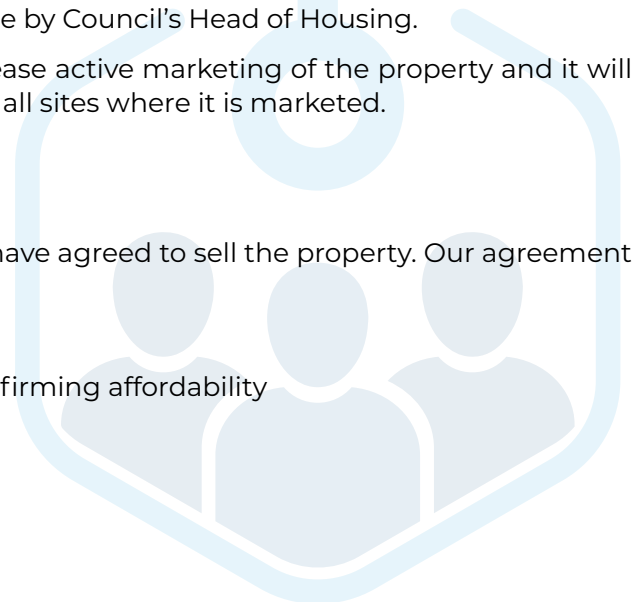 e by Council’s Head of Housing.
ease active marketing of the property and it will
all sites where it is marketed.
have agreed to sell the property. Our agreement
firming affordability